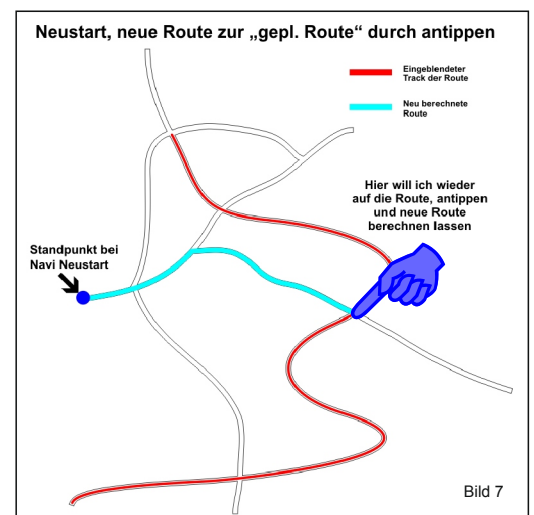 Neustart, neue Route zur „gepl. Route“ durch antippen
Eingeblendeter
Track der Route
Neu berechnete
Route
Hier will ich wieder
auf die Route, antippen
und neue Route
berechnen lassen
Standpunkt bei
Navi Neustart
Bild 7